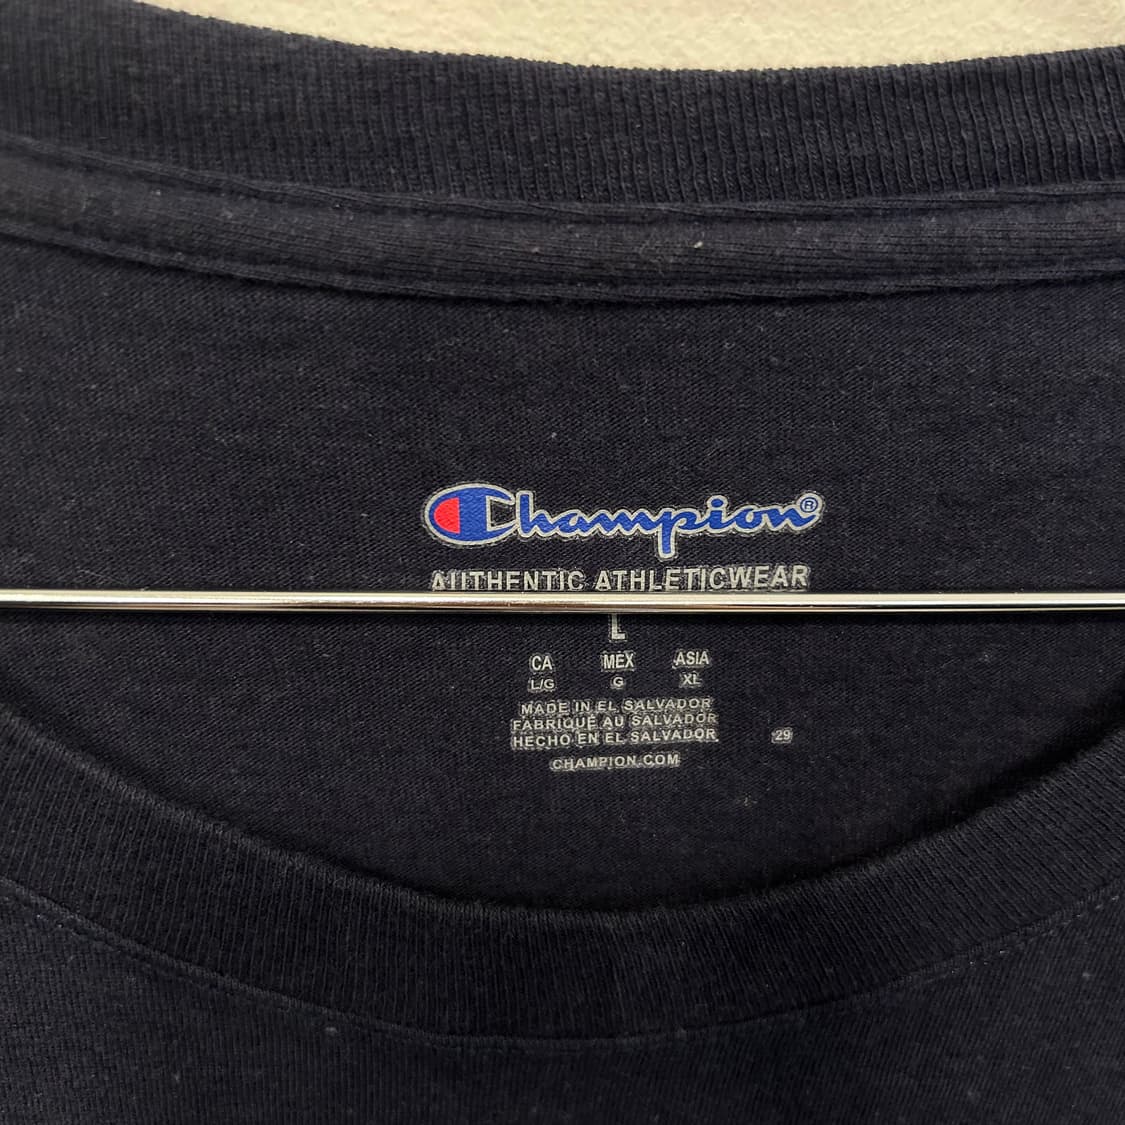 Champion®
AUTHENTIC ATHLETICWEAR
L
CA MEX ASIA
L/G G XL
MADE IN EL SALVADOR
FABRIQUÉ AU SALVADOR
HECHO EN EL SALVADOR 29
CHAMPION.COM